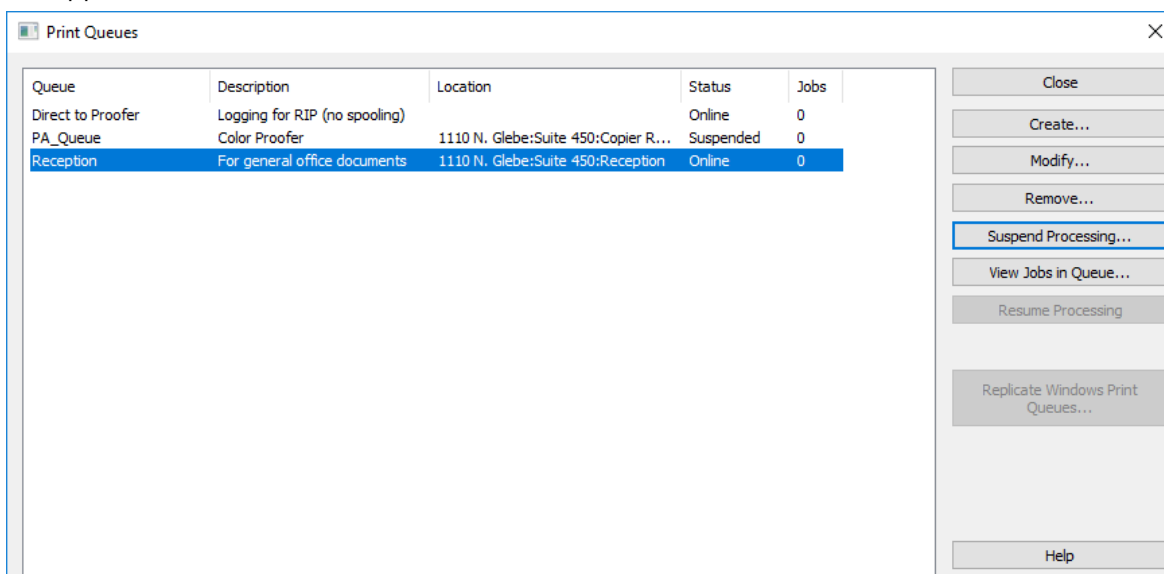 Print Queues
Queue Description Location Status Jobs
Direct to Proofer Logging for RIP (no spooling) Online 0
PA_Queue Color Proofer 1110 N. Glebe:Suite 450:Copier R... Suspended 0
Reception For general office documents 1110 N. Glebe:Suite 450:Reception Online 0
Close
Create...
Modify...
Remove...
Suspend Processing...
View Jobs in Queue...
Resume Processing
Replicate Windows Print
Queues...
Help